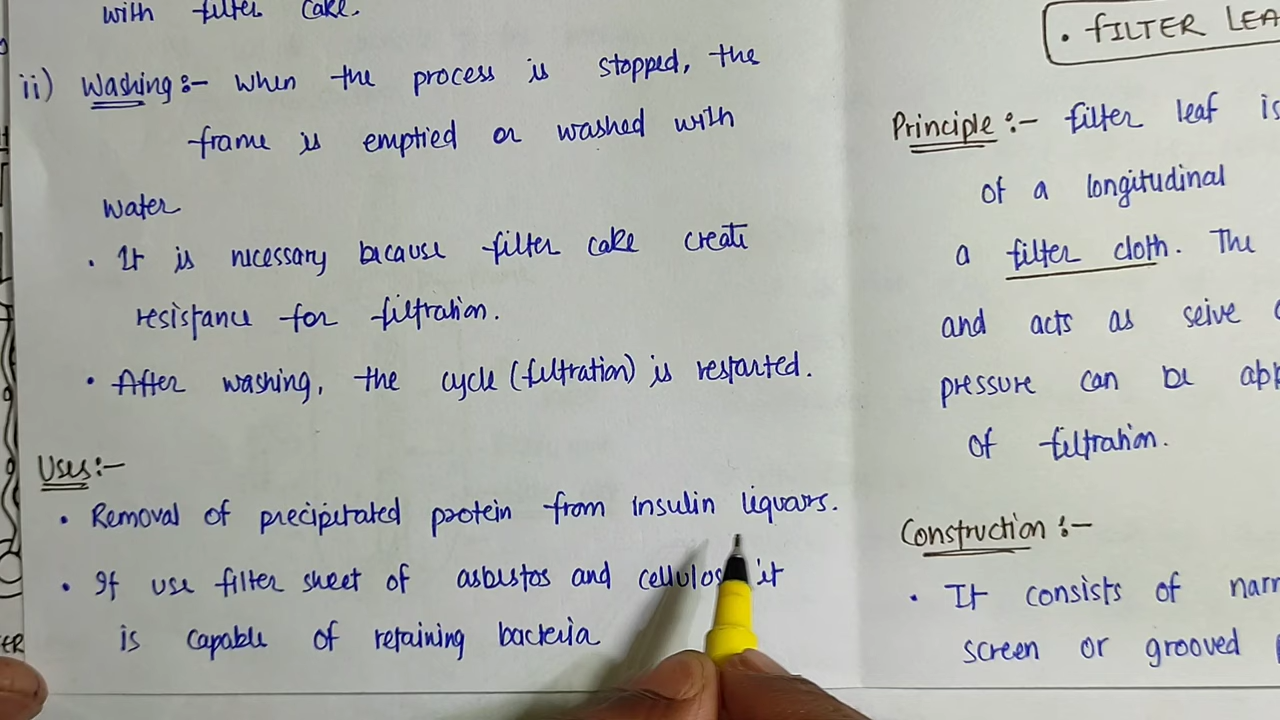 with filter cake.
ii) Washing :- When the process is stopped, the
frame is emptied or washed with
water
• It is necessary because filter cake create
resistance for filtration.
• After washing, the cycle (filtration) is restarted.
Uses :-
• Removal of precipitated protein from insulin liquars.
• If use filter sheet of asbestos and cellulos it
is capable of retaining bacteria
• FILTER LEA
Principle :- Filter leaf is
of a longitudinal
a filter cloth. The
and acts as seive
pressure can be app
of filtration.
Construction :-
• It consists of narr
screen or grooved
ER